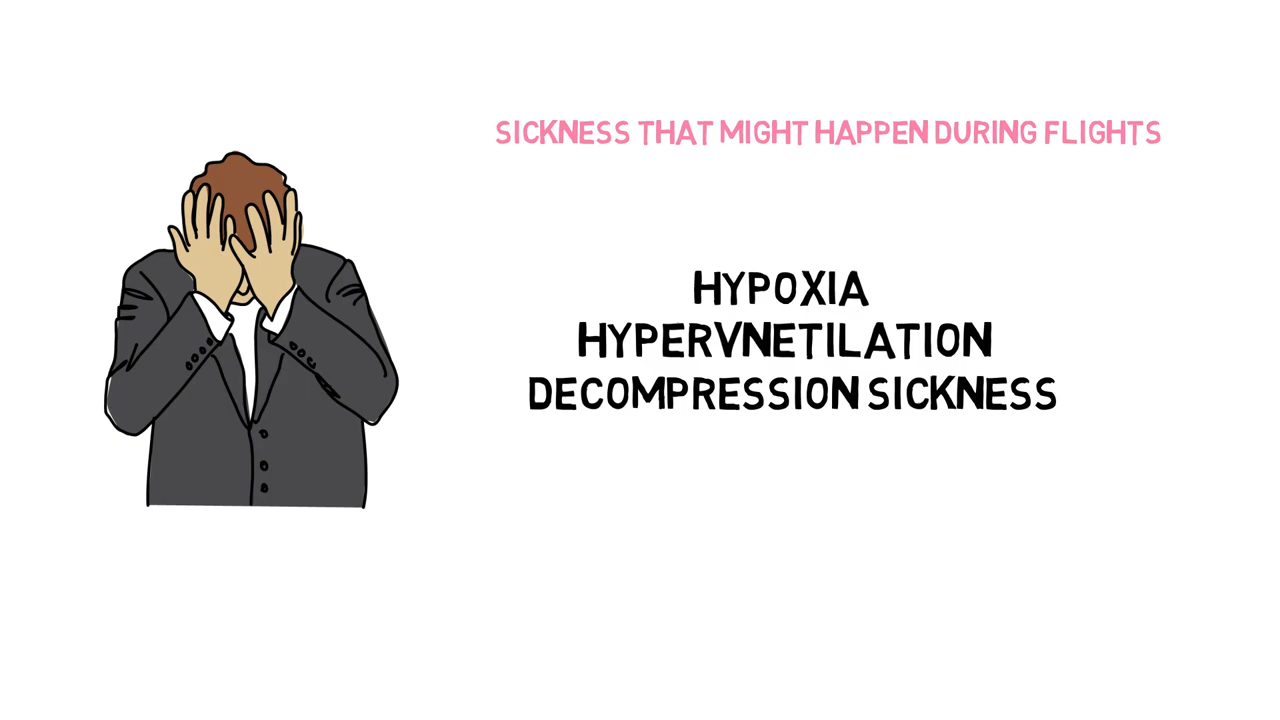 SICKNESS THAT MIGHT HAPPEN DURING FLIGHTS
HYPOXIA
HYPERVNETILATION
DECOMPRESSION SICKNESS